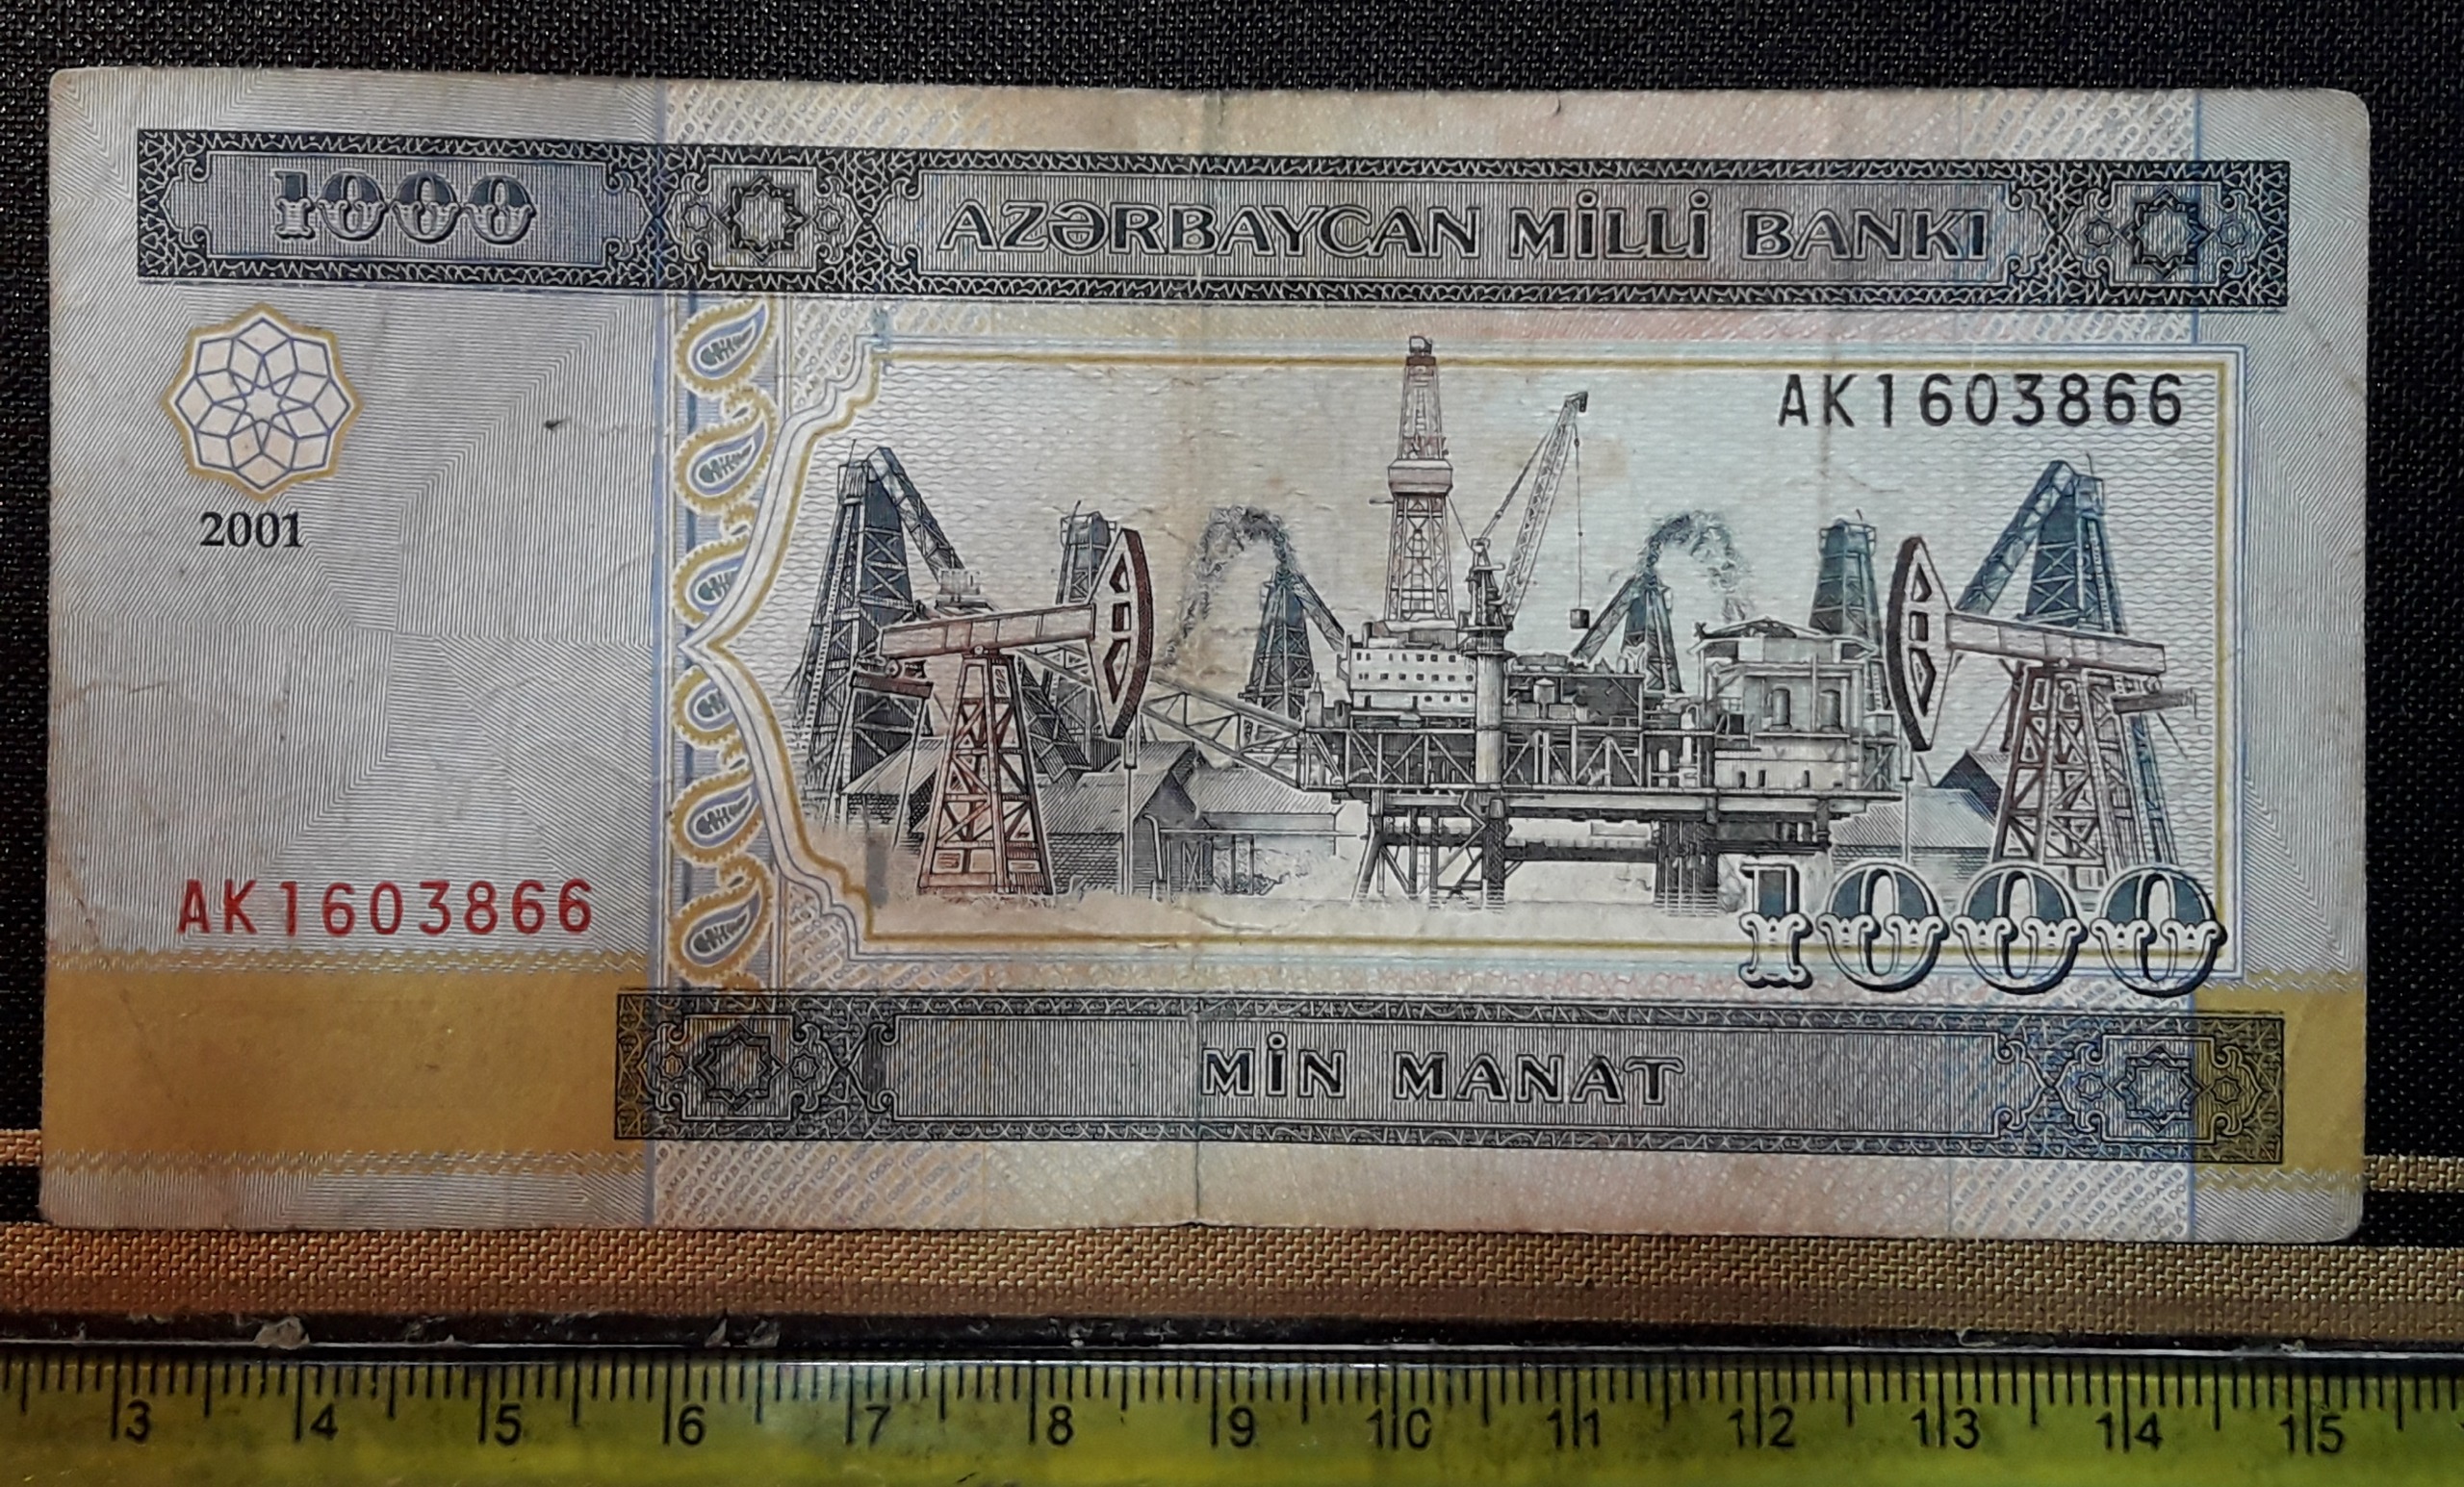 1000
AZƏRBAYCAN MİLLİ BANKI
AK1603866
2001
AK1603866
1000
MİN MANAT
3 4 5 6 7 8 9 10 11 12 13 14 15